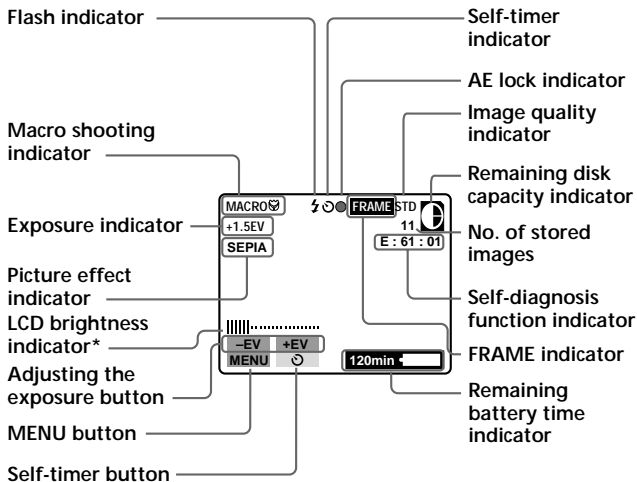 Flash indicator
Self-timer
indicator
AE lock indicator
Image quality
indicator
Macro shooting
indicator
Remaining disk
capacity indicator
MACRO
FRAME STD
11
+1.5EV
E : 61 : 01
SEPIA
Exposure indicator
No. of stored
images
Picture effect
indicator
Self-diagnosis
function indicator
LCD brightness
indicator*
–EV +EV
MENU
120min
FRAME indicator
Adjusting the
exposure button
Remaining
battery time
indicator
MENU button
Self-timer button